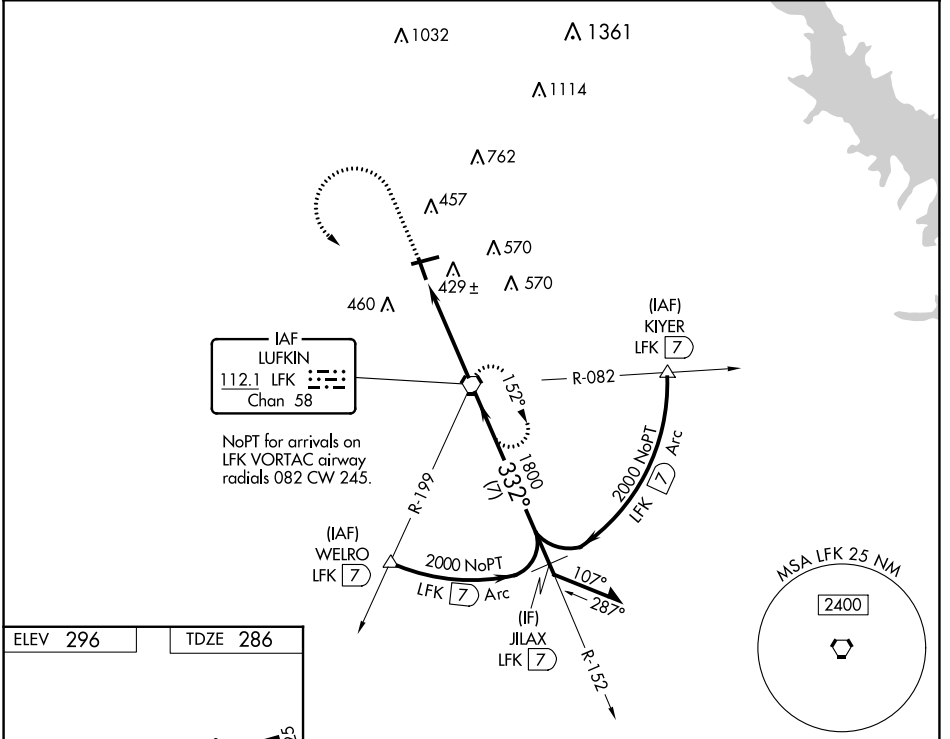 1032
1361
1114
762
457
570
429 ±
570
460
(IAF)
KIYER
LFK 7
IAF
LUFKIN
112.1 LFK
Chan 58
R-082
152°
NoPT for arrivals on
LFK VORTAC airway
radials 082 CW 245.
R-199
1800
332°
(7)
2000 NoPT
LFK 7 Arc
(IAF)
WELRO
LFK 7
2000 NoPT
LFK 7 Arc
107°
287°
(IF)
JILAX
LFK 7
R-152
MSA LFK 25 NM
2400
ELEV 296
TDZE 286